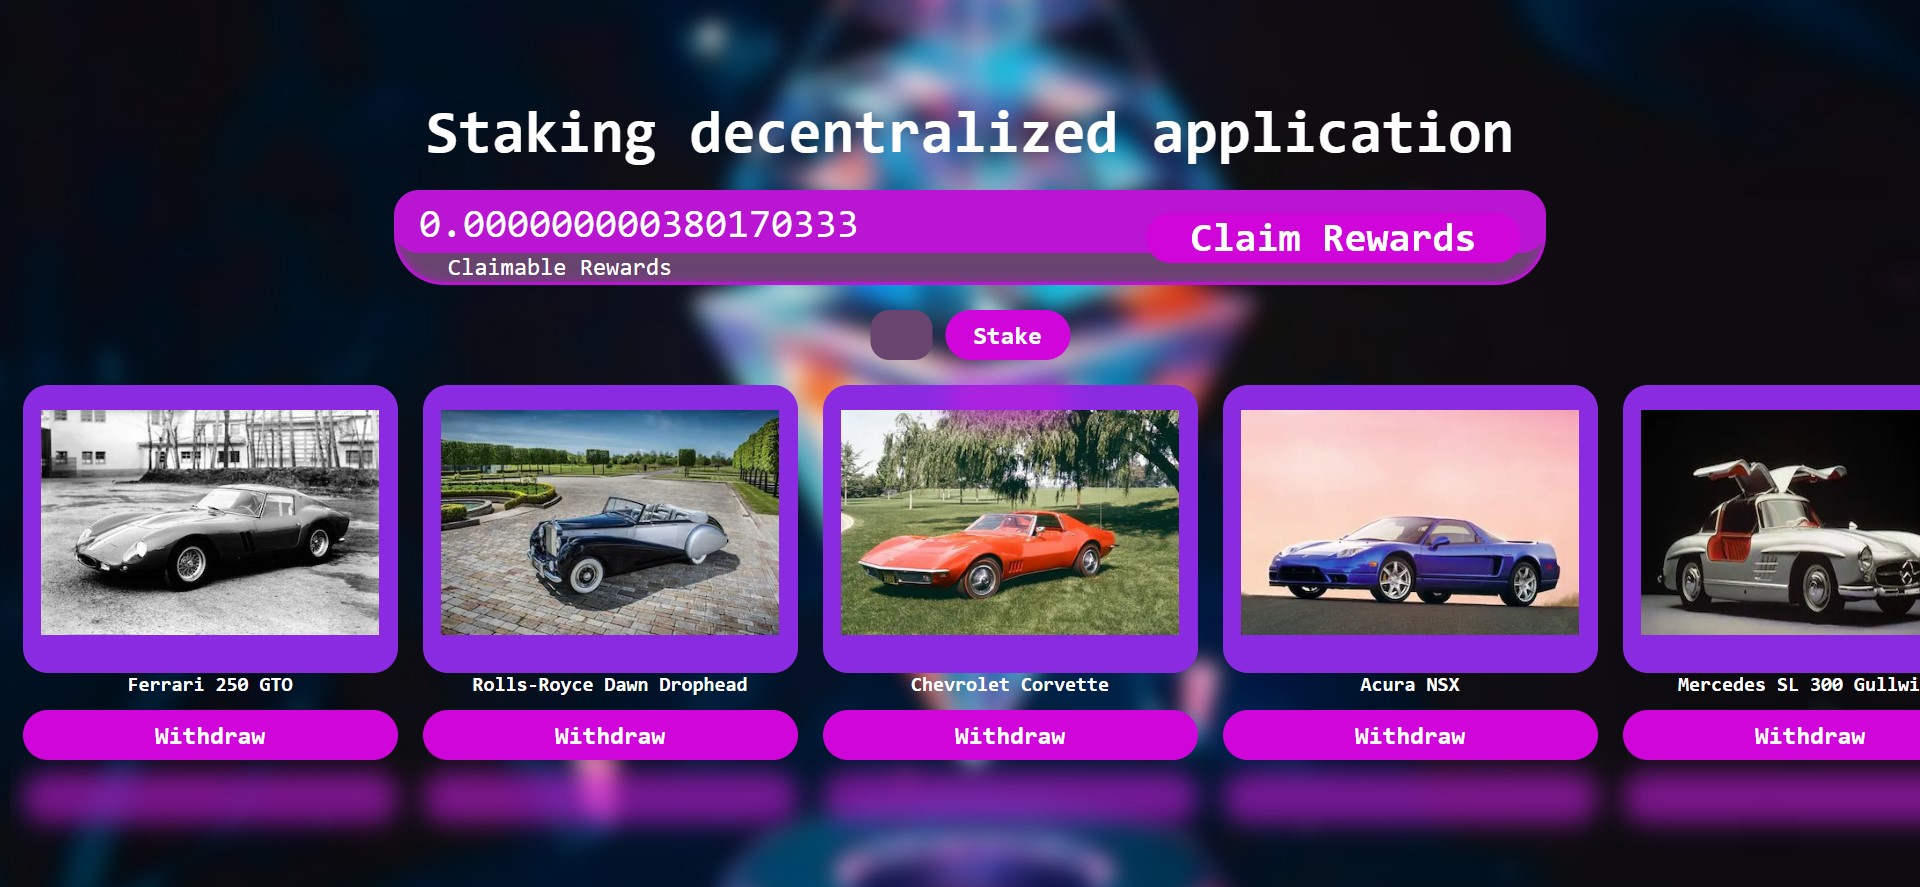 Staking decentralized application
0.000000000380170333
Claim Rewards
Claimable Rewards
Stake
Ferrari 250 GTO
Rolls-Royce Dawn Drophead
Chevrolet Corvette
Acura NSX
Mercedes SL 300 Gullwi
Withdraw
Withdraw
Withdraw
Withdraw
Withdraw